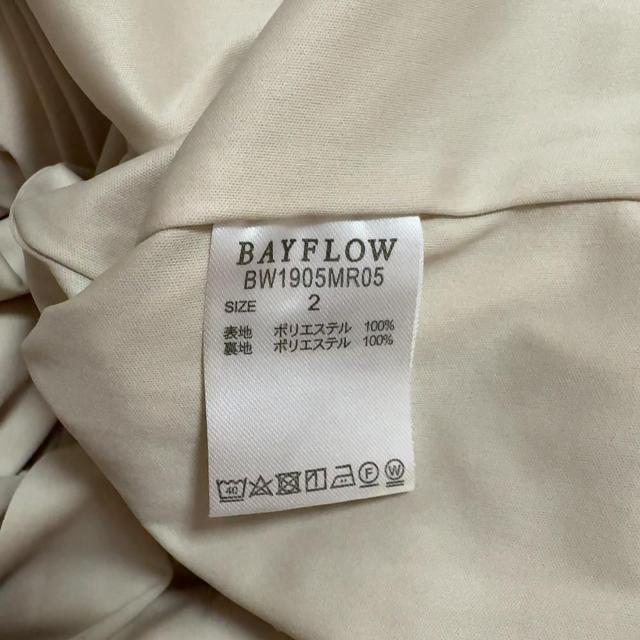 BAYFLOW
BW1905MR05
SIZE 2
表地 ポリエステル 100%
裏地 ポリエステル 100%
40 F W